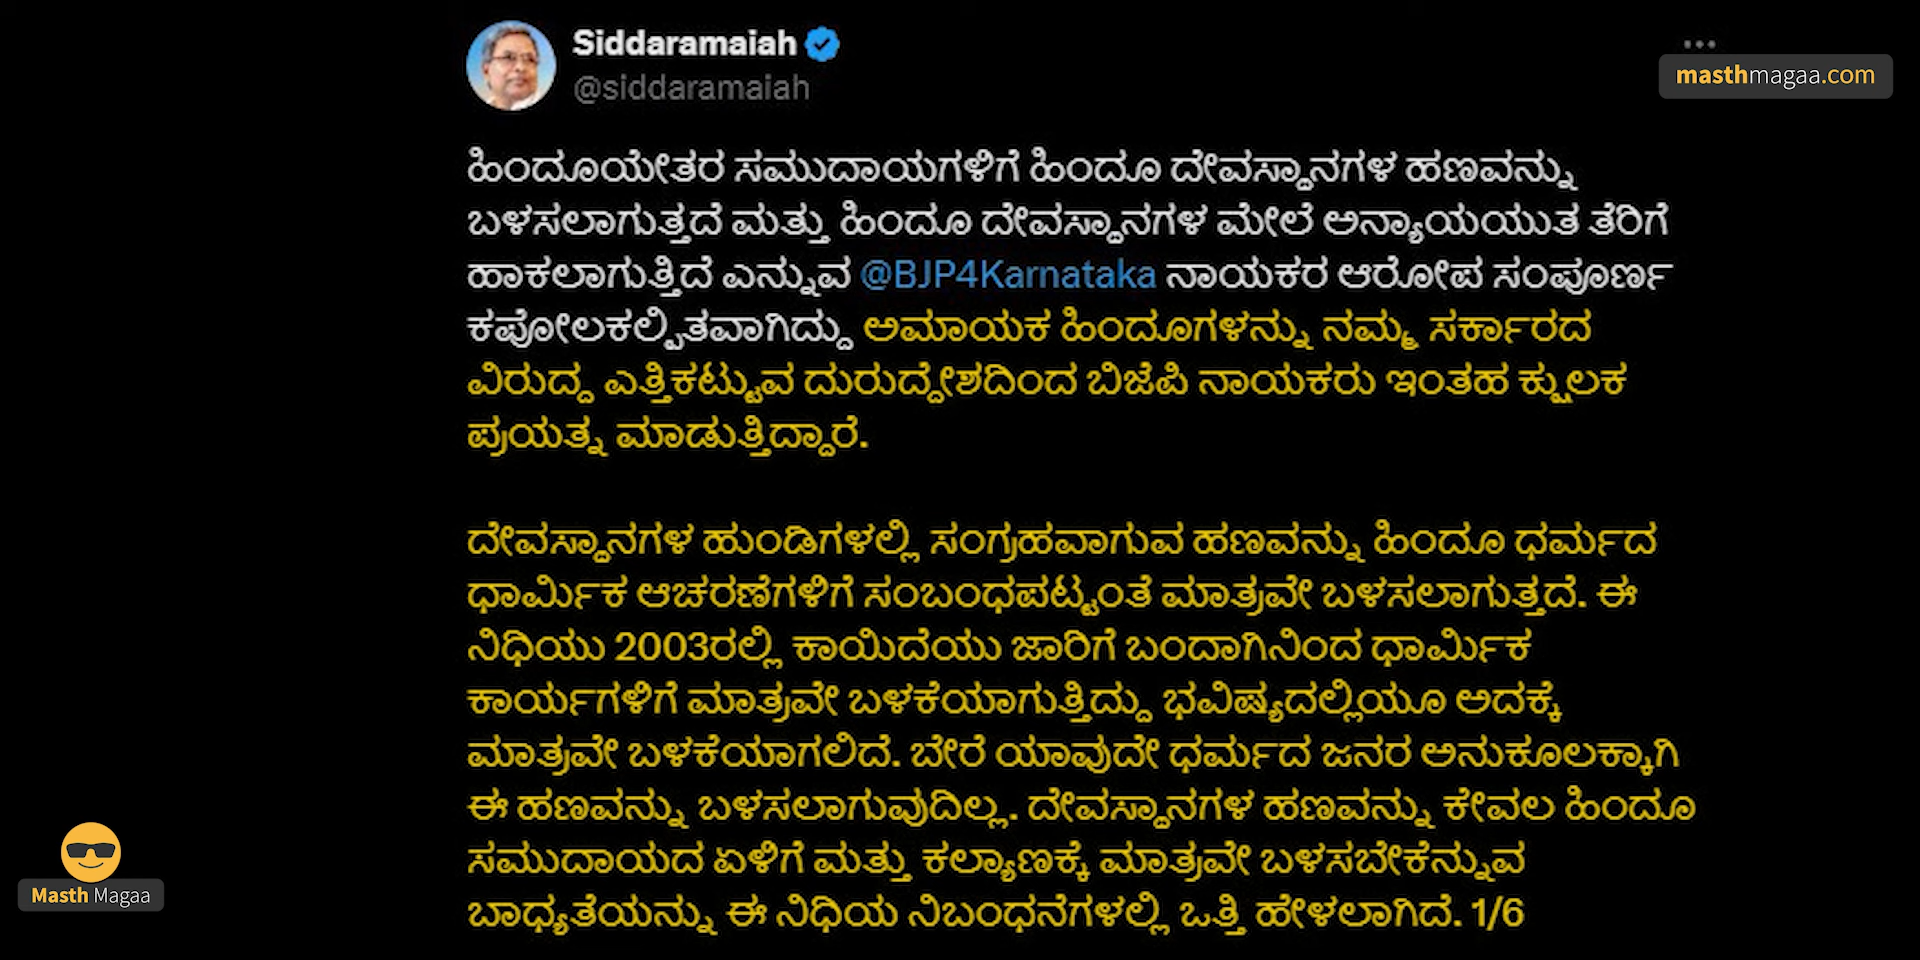 Siddaramaiah
@siddaramaiah
masthmagaa.com
ಹಿಂದೂಯೇತರ ಸಮುದಾಯಗಳಿಗೆ ಹಿಂದೂ ದೇವಸ್ಥಾನಗಳ ಹಣವನ್ನು
ಬಳಸಲಾಗುತ್ತದೆ ಮತ್ತು ಹಿಂದೂ ದೇವಸ್ಥಾನಗಳ ಮೇಲೆ ಅನ್ಯಾಯಯುತ ತೆರಿಗೆ
ಹಾಕಲಾಗುತ್ತಿದೆ ಎನ್ನುವ @BJP4Karnataka ನಾಯಕರ ಆರೋಪ ಸಂಪೂರ್ಣ
ಕಪೋಲಕಲ್ಪಿತವಾಗಿದ್ದು ಅಮಾಯಕ ಹಿಂದೂಗಳನ್ನು ನಮ್ಮ ಸರ್ಕಾರದ
ವಿರುದ್ಧ ಎತ್ತಿಕಟ್ಟುವ ದುರುದ್ದೇಶದಿಂದ ಬಿಜೆಪಿ ನಾಯಕರು ಇಂತಹ ಕ್ಷುಲಕ
ಪ್ರಯತ್ನ ಮಾಡುತ್ತಿದ್ದಾರೆ.
ದೇವಸ್ಥಾನಗಳ ಹುಂಡಿಗಳಲ್ಲಿ ಸಂಗ್ರಹವಾಗುವ ಹಣವನ್ನು ಹಿಂದೂ ಧರ್ಮದ
ಧಾರ್ಮಿಕ ಆಚರಣೆಗಳಿಗೆ ಸಂಬಂಧಪಟ್ಟಂತೆ ಮಾತ್ರವೇ ಬಳಸಲಾಗುತ್ತದೆ. ಈ
ನಿಧಿಯು 2003ರಲ್ಲಿ ಕಾಯಿದೆಯು ಜಾರಿಗೆ ಬಂದಾಗಿನಿಂದ ಧಾರ್ಮಿಕ
ಕಾರ್ಯಗಳಿಗೆ ಮಾತ್ರವೇ ಬಳಕೆಯಾಗುತ್ತಿದ್ದು ಭವಿಷ್ಯದಲ್ಲಿಯೂ ಅದಕ್ಕೆ
ಮಾತ್ರವೇ ಬಳಕೆಯಾಗಲಿದೆ. ಬೇರೆ ಯಾವುದೇ ಧರ್ಮದ ಜನರ ಅನುಕೂಲಕ್ಕಾಗಿ
ಈ ಹಣವನ್ನು ಬಳಸಲಾಗುವುದಿಲ್ಲ. ದೇವಸ್ಥಾನಗಳ ಹಣವನ್ನು ಕೇವಲ ಹಿಂದೂ
ಸಮುದಾಯದ ಏಳಿಗೆ ಮತ್ತು ಕಲ್ಯಾಣಕ್ಕೆ ಮಾತ್ರವೇ ಬಳಸಬೇಕೆನ್ನುವ
ಬಾಧ್ಯತೆಯನ್ನು ಈ ನಿಧಿಯ ನಿಬಂಧನೆಗಳಲ್ಲಿ ಒತ್ತಿ ಹೇಳಲಾಗಿದೆ. 1/6
Masth Magaa